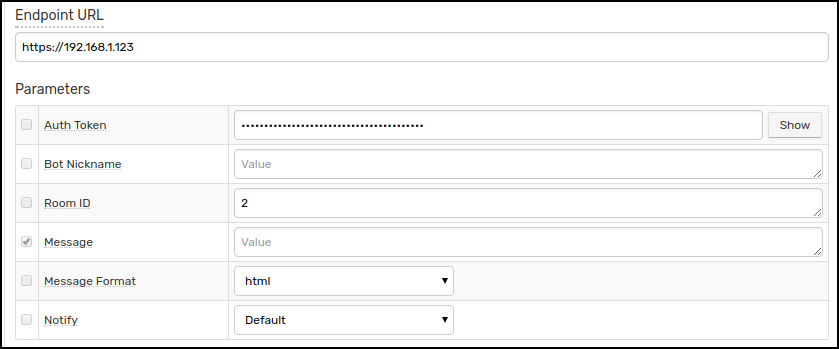 Endpoint URL
https://192.168.1.123
Parameters
Auth Token
••••••••••••••••••••••••••••••••••••••••
Show
Bot Nickname
Value
Room ID
2
Message
Value
Message Format
html
Notify
Default